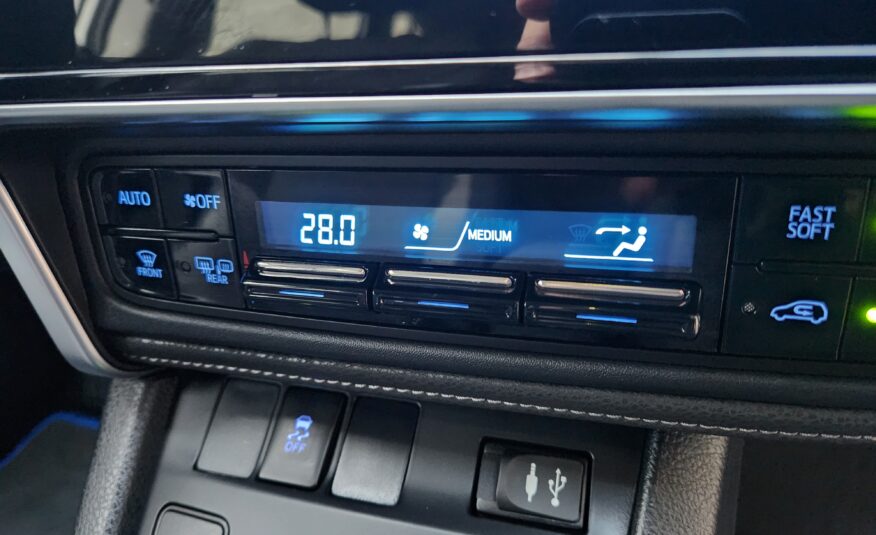 AUTO
OFF
28.0
MEDIUM
FAST
SOFT
FRONT
REAR
OFF